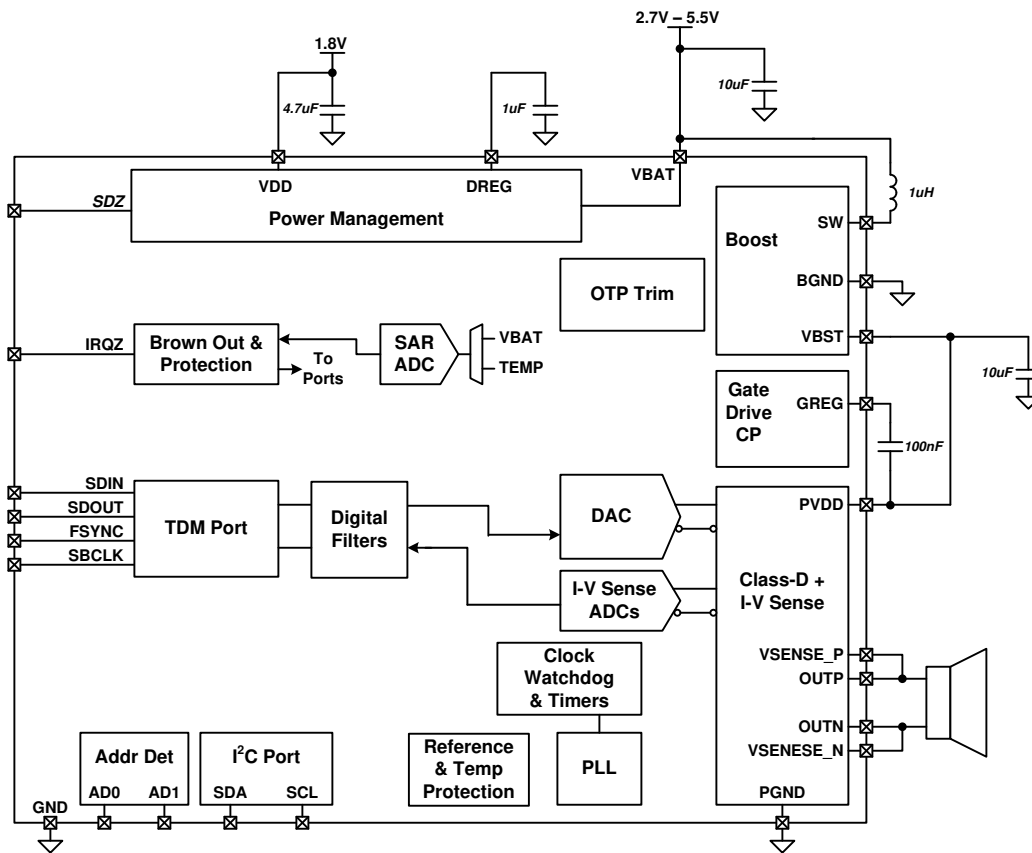 2.7V – 5.5V
1.8V
4.7uF
1uF
10uF
VDD
DREG
VBAT
SDZ
Power Management
1uH
SW
Boost
BGND
VBST
OTP Trim
IRQZ
Brown Out &
Protection
To
Ports
SAR
ADC
VBAT
TEMP
10uF
Gate
Drive
CP
GREG
100nF
SDIN
SDOUT
FSYNC
SBCLK
TDM Port
Digital
Filters
DAC
PVDD
I-V Sense
ADCs
Class-D +
I-V Sense
VSENSE_P
OUTP
OUTN
VSENESE_N
PGND
Clock
Watchdog
& Timers
PLL
Reference
& Temp
Protection
Addr Det
AD0
AD1
I²C Port
SDA
SCL
GND